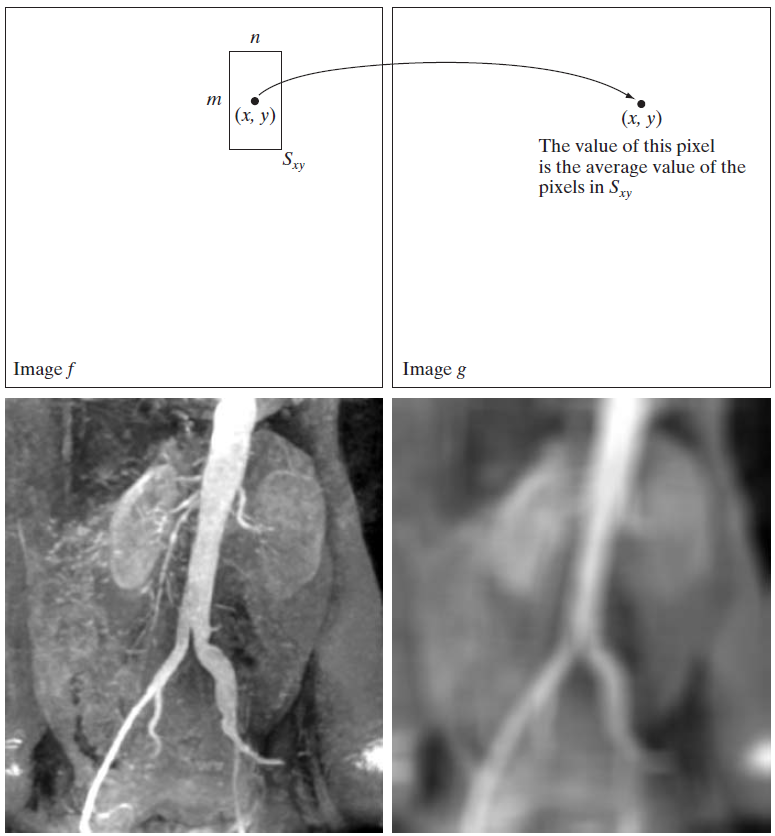 n
m
(x, y)
Sxy
(x, y)
The value of this pixel
is the average value of the
pixels in Sxy
Image f
Image g